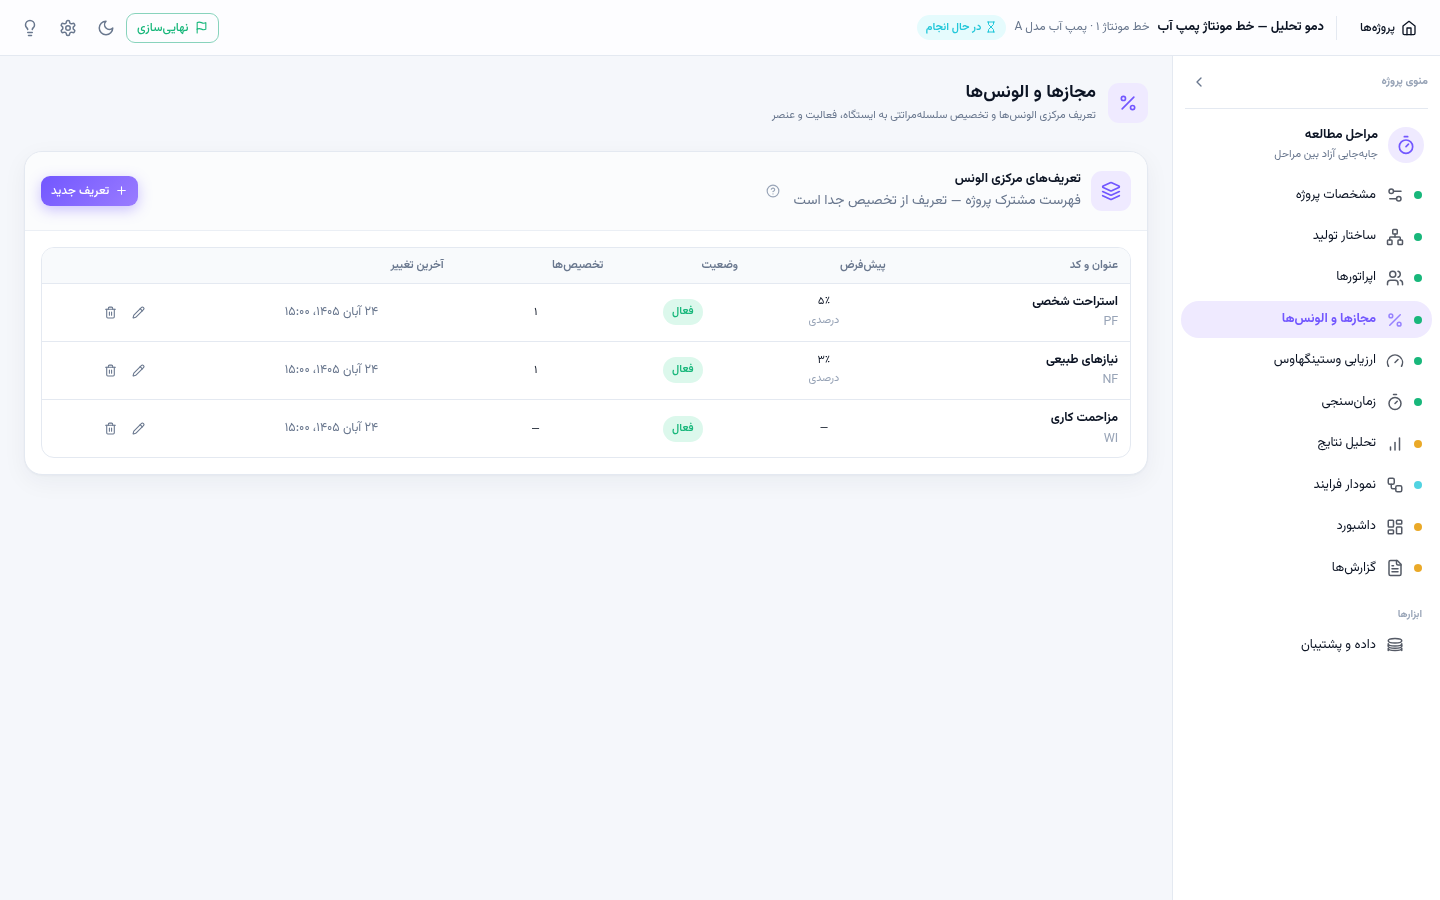 پروژه‌ها
دمو تحلیل — خط مونتاژ پمپ آب
خط مونتاژ ۱ · پمپ آب مدل A
در حال انجام
نهایی‌سازی
منوی پروژه
مراحل مطالعه
جابه‌جایی آزاد بین مراحل
مشخصات پروژه
ساختار تولید
اپراتورها
مجازها و الونس‌ها
ارزیابی وستینگهاوس
زمان‌سنجی
تحلیل نتایج
نمودار فرایند
داشبورد
گزارش‌ها
ابزارها
داده و پشتیبان
مجازها و الونس‌ها
تعریف مرکزی الونس‌ها و تخصیص سلسله‌مراتبی به ایستگاه، فعالیت و عنصر
تعریف‌های مرکزی الونس
فهرست مشترک پروژه — تعریف از تخصیص جدا است
تعریف جدید
عنوان و کد پیش‌فرض وضعیت تخصیص‌ها آخرین تغییر
استراحت شخصی ۵٪ فعال ۱ ۲۴ آبان ۱۴۰۵، ۱۵:۰۰
PF درصدی
نیازهای طبیعی ۳٪ فعال ۱ ۲۴ آبان ۱۴۰۵، ۱۵:۰۰
NF درصدی
مزاحمت کاری — فعال — ۲۴ آبان ۱۴۰۵، ۱۵:۰۰
WI